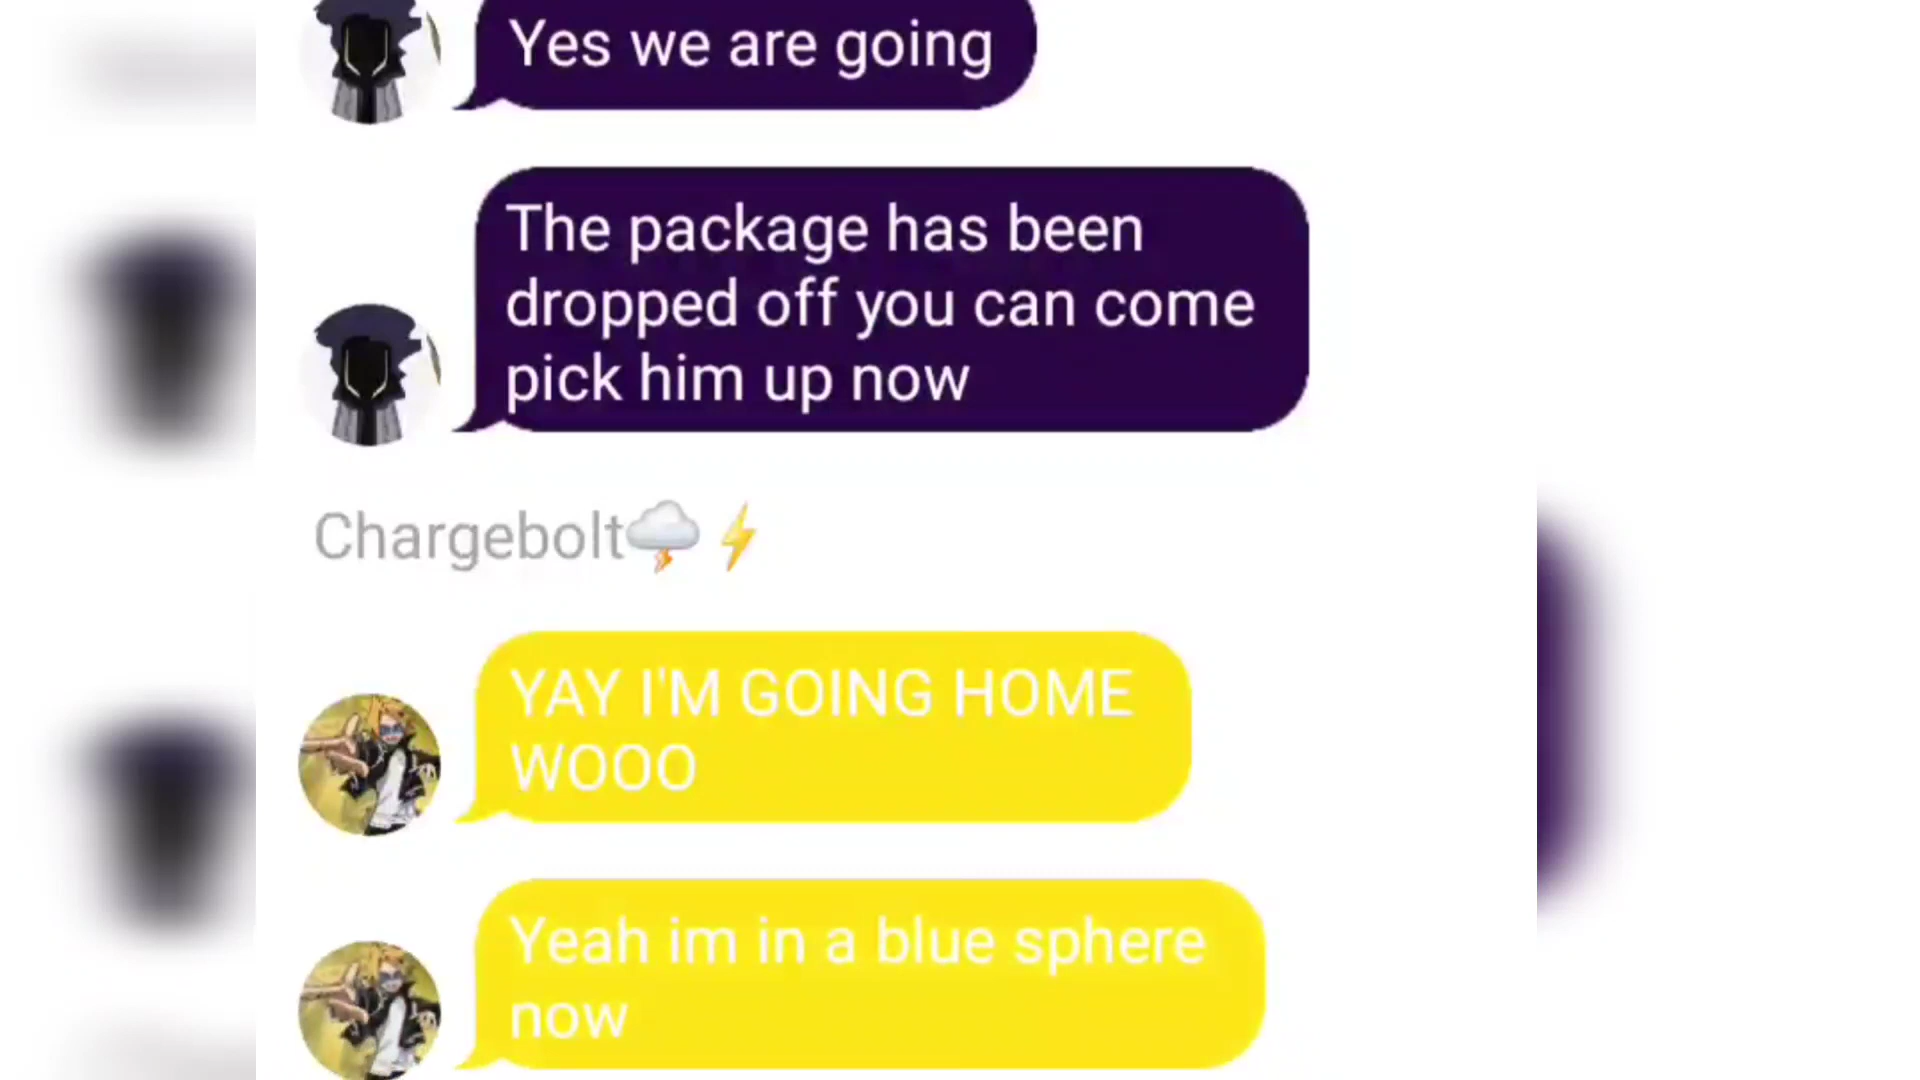 Yes we are going
The package has been
dropped off you can come
pick him up now
Chargebolt🌩️⚡
YAY I'M GOING HOME
WOOO
Yeah im in a blue sphere
now